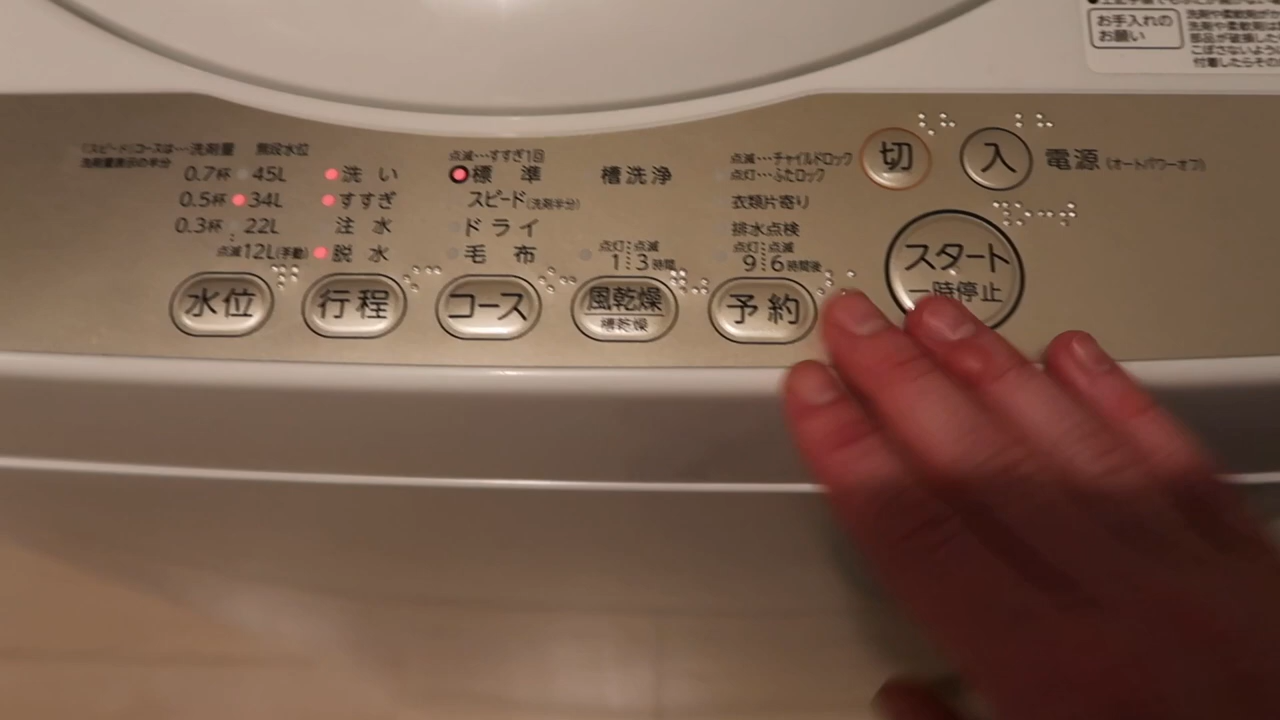 お手入れの
お願い
〈スピード〉コースは…洗剤量 無段水位
洗剤量表示の半分
0.7杯 45L
0.5杯 34L
0.3杯 22L
点滅12L(手動)
洗い
すすぎ
注水
脱水
点滅…すすぎ1回
標準
スピード(洗剤半分)
ドライ
毛布
槽洗浄
点灯 点滅
1 3時間
点滅…チャイルドロック
点灯…ふたロック
衣類片寄り
排水点検
点灯 点滅
9 6時間後
切
入
電源(オートパワーオフ)
スタート
一時停止
水位
行程
コース
風乾燥
槽乾燥
予約